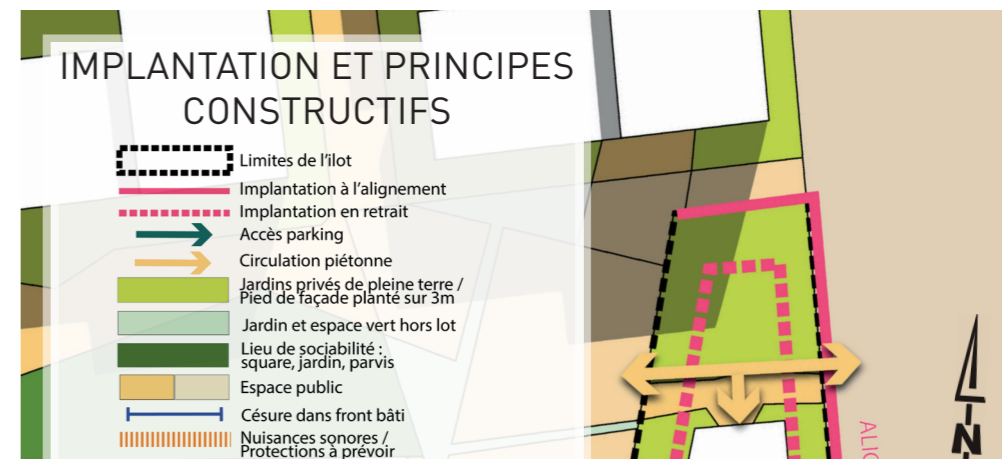 IMPLANTATION ET PRINCIPES
CONSTRUCTIFS
Limites de l'îlot
Implantation à l'alignement
Implantation en retrait
Accès parking
Circulation piétonne
Jardins privés de pleine terre /
Pied de façade planté sur 3m
Jardin et espace vert hors lot
Lieu de sociabilité :
square, jardin, parvis
Espace public
Césure dans front bâti
Nuisances sonores /
Protections à prévoir
ALIG
N